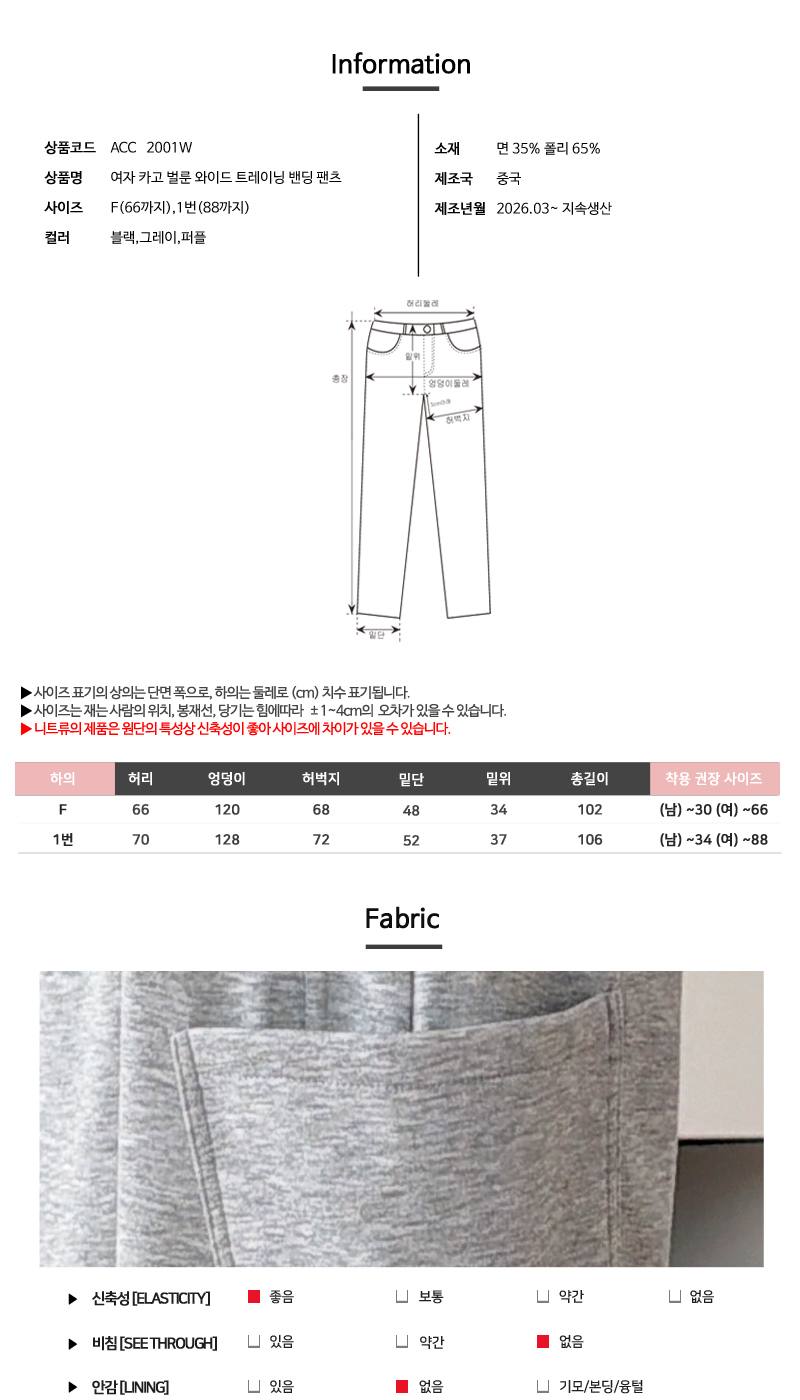 Information
상품코드 ACC 2001W
상품명 여자 카고 벌룬 와이드 트레이닝 밴딩 팬츠
사이즈 F(66까지),1번(88까지)
컬러 블랙,그레이,퍼플
소재 면 35% 폴리 65%
제조국 중국
제조년월 2026.03~ 지속생산
허리둘레
밑위
총장
엉덩이둘레
허벅지
밑단
▶사이즈 표기의 상의는 단면 폭으로, 하의는 둘레로 (cm) 치수 표기됩니다.
▶사이즈는 재는 사람의 위치, 봉재선, 당기는 힘에따라 ±1~4cm의 오차가 있을 수 있습니다.
▶니트류의 제품은 원단의 특성상 신축성이 좋아 사이즈에 차이가 있을 수 있습니다.
하의 허리 엉덩이 허벅지 밑단 밑위 총길이 착용 권장 사이즈
F 66 120 68 48 34 102 (남) ~30 (여) ~66
1번 70 128 72 52 37 106 (남) ~34 (여) ~88
Fabric
▶ 신축성[ELASTICITY] 좋음 보통 약간 없음
▶ 비침[SEE THROUGH] 있음 약간 없음
▶ 안감[LINING] 있음 없음 기모/본딩/융털